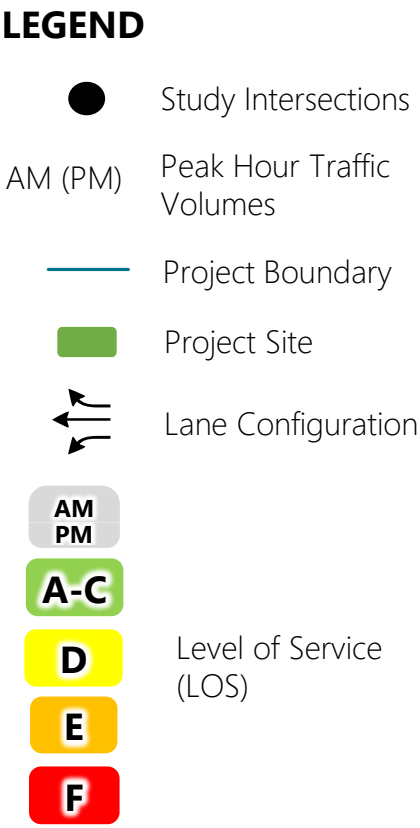 LEGEND
Study Intersections
AM (PM)
Peak Hour Traffic
Volumes
Project Boundary
Project Site
Lane Configuration
AM
PM
A-C
D
E
F
Level of Service
(LOS)